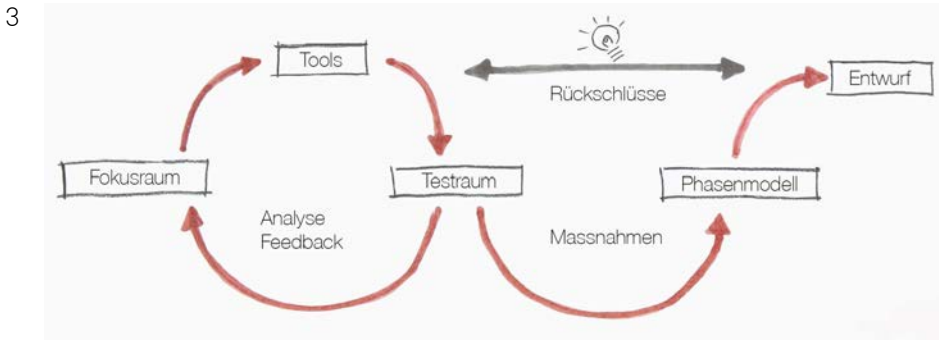 3
Tools
Rückschlüsse
Entwurf
Fokusraum
Testraum
Phasenmodell
Analyse
Feedback
Massnahmen